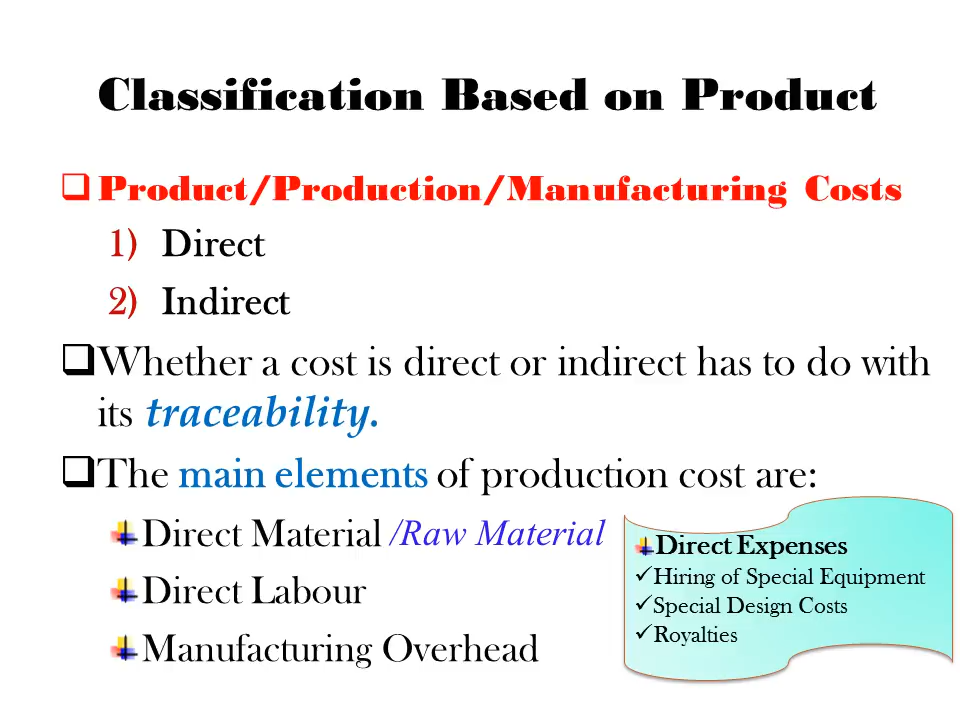 Classification Based on Product
Product/Production/Manufacturing Costs
1) Direct
2) Indirect
Whether a cost is direct or indirect has to do with
its traceability.
The main elements of production cost are:
Direct Material /Raw Material
Direct Labour
Manufacturing Overhead
Direct Expenses
Hiring of Special Equipment
Special Design Costs
Royalties